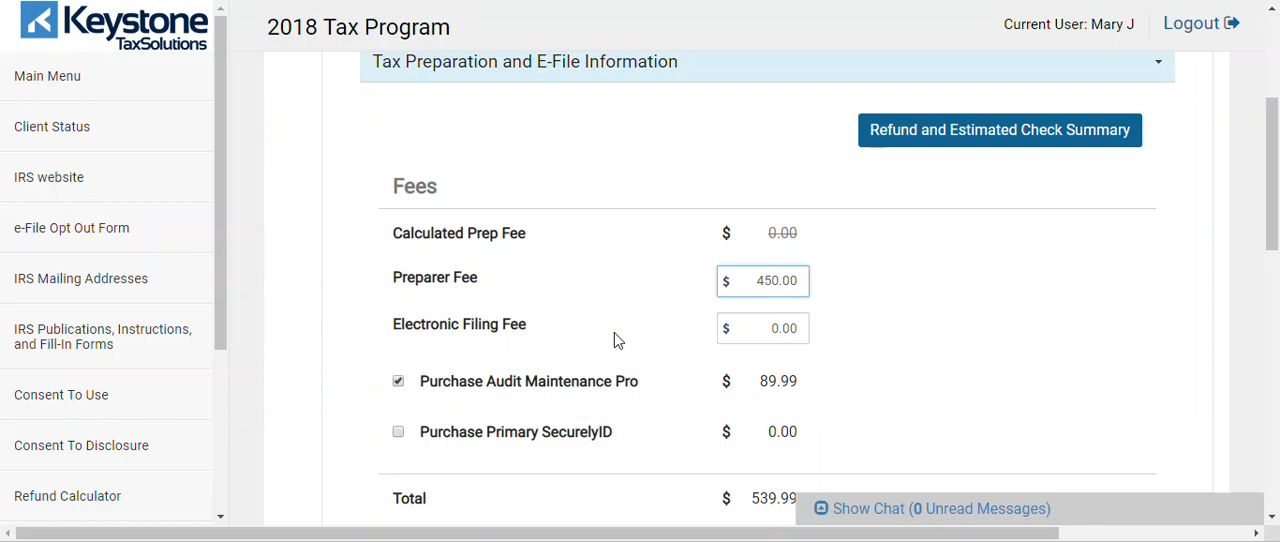 Keystone
TaxSolutions
2018 Tax Program
Current User: Mary J
Logout
Main Menu
Client Status
IRS website
e-File Opt Out Form
IRS Mailing Addresses
IRS Publications, Instructions,
and Fill-In Forms
Consent To Use
Consent To Disclosure
Refund Calculator
Tax Preparation and E-File Information
Refund and Estimated Check Summary
Fees
Calculated Prep Fee $ 0.00
Preparer Fee $ 450.00
Electronic Filing Fee $ 0.00
Purchase Audit Maintenance Pro $ 89.99
Purchase Primary SecurelyID $ 0.00
Total $ 539.99
Show Chat (0 Unread Messages)